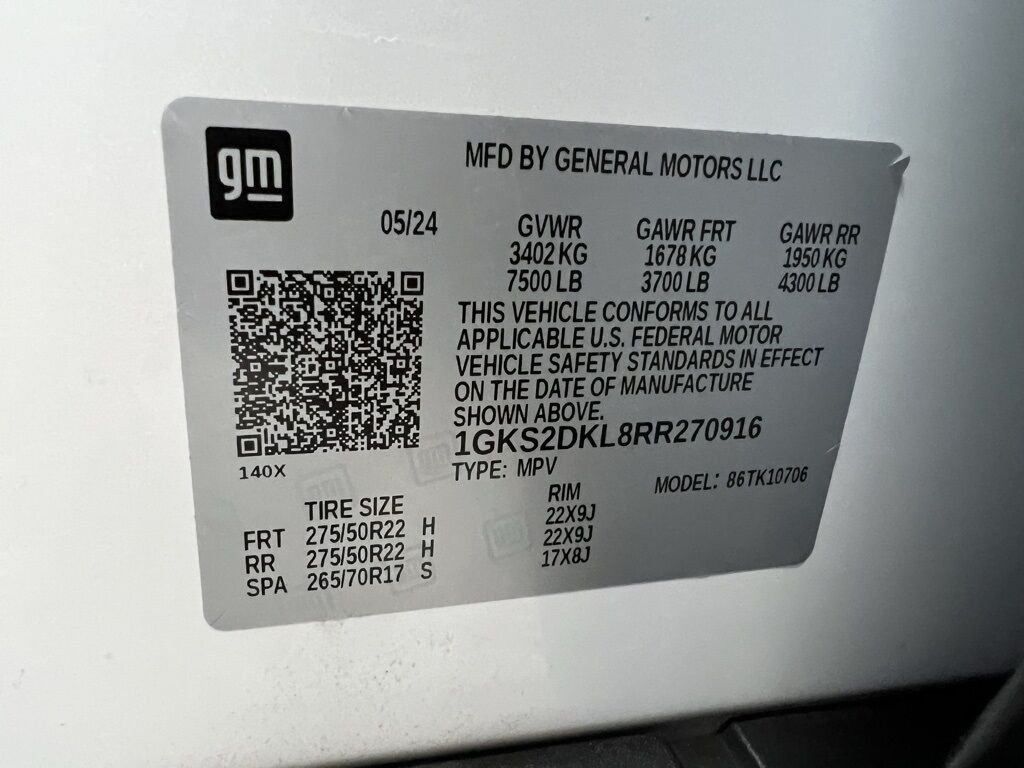 gm
MFD BY GENERAL MOTORS LLC
05/24 GVWR GAWR FRT GAWR RR
3402 KG 1678 KG 1950 KG
7500 LB 3700 LB 4300 LB
THIS VEHICLE CONFORMS TO ALL
APPLICABLE U.S. FEDERAL MOTOR
VEHICLE SAFETY STANDARDS IN EFFECT
ON THE DATE OF MANUFACTURE
SHOWN ABOVE.
1GKS2DKL8RR270916
140X
TYPE: MPV MODEL: 86TK10706
TIRE SIZE RIM
FRT 275/50R22 H 22X9J
RR 275/50R22 H 22X9J
SPA 265/70R17 S 17X8J